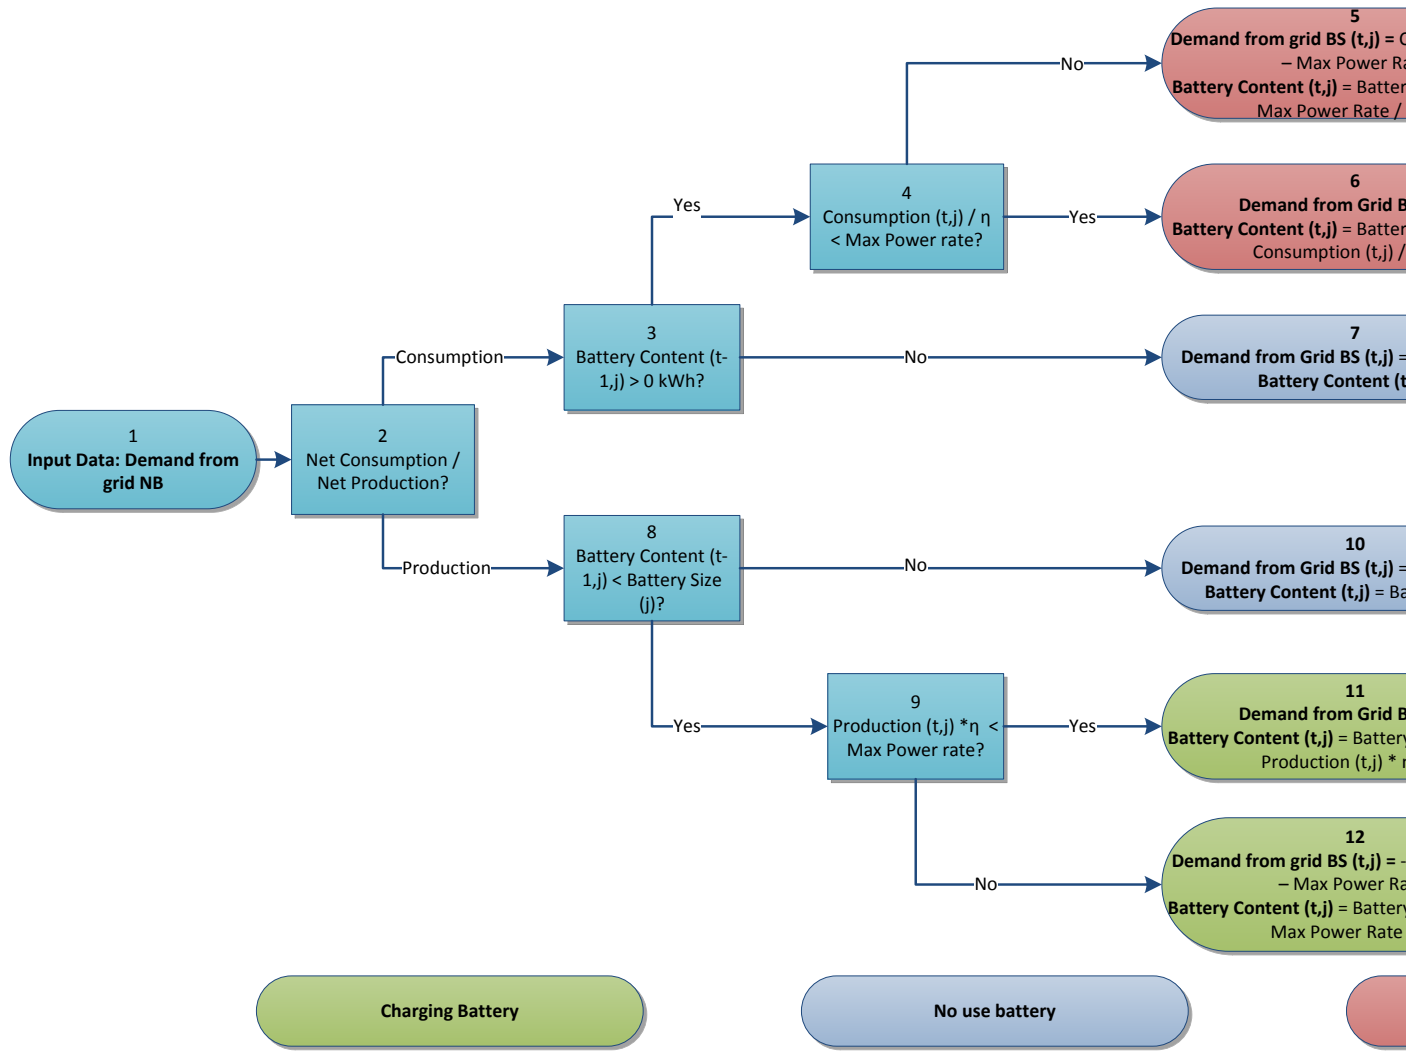 1
Input Data: Demand from
grid NB
2
Net Consumption /
Net Production?
Consumption
Production
3
Battery Content (t-
1,j) > 0 kWh?
Yes
No
4
Consumption (t,j) / η
< Max Power rate?
No
Yes
5
Demand from grid BS (t,j) =
– Max Power
Battery Content (t,j) =
Max Power Rate /
6
Demand from Grid
Battery Content (t,j) =
Consumption (t,j) /
7
Demand from Grid BS (t,j) =
Battery Content
8
Battery Content (t-
1,j) < Battery Size
(j)?
No
Yes
10
Demand from Grid BS (t,j) =
Battery Content (t,j) =
9
Production (t,j) *η <
Max Power rate?
Yes
No
11
Demand from Grid
Battery Content (t,j) = Battery
Production (t,j) *
12
Demand from grid BS (t,j) = -
– Max Power
Battery Content (t,j) = Battery
Max Power Rate
Charging Battery
No use battery